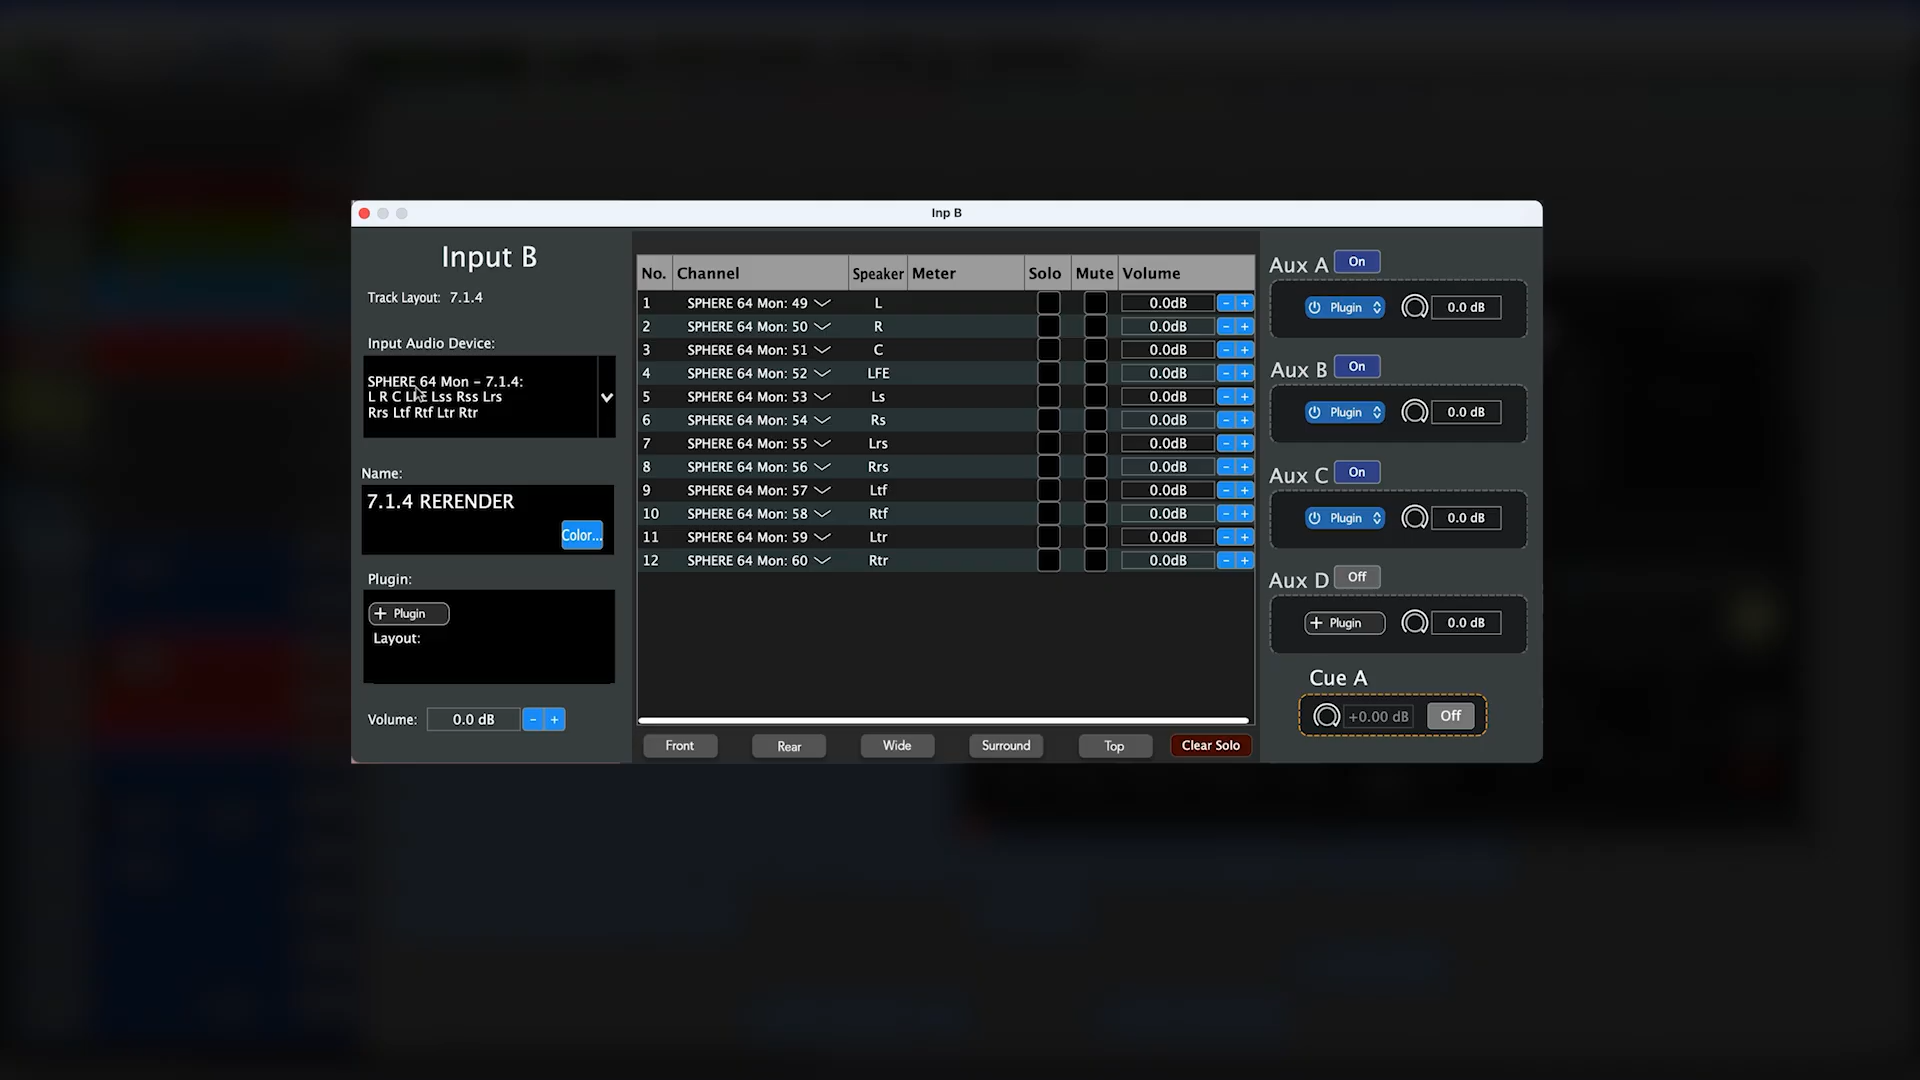 Inp B
Input B
Track Layout: 7.1.4
Input Audio Device:
SPHERE 64 Mon – 7.1.4:
L R C LFE Lss Rss Lrs
Rrs Ltf Rtf Ltr Rtr
Name:
7.1.4 RERENDER
Color...
Plugin:
+ Plugin
Layout:
Volume: 0.0 dB - +
No. Channel Speaker Meter Solo Mute Volume
1 SPHERE 64 Mon: 49 L 0.0dB - +
2 SPHERE 64 Mon: 50 R 0.0dB - +
3 SPHERE 64 Mon: 51 C 0.0dB - +
4 SPHERE 64 Mon: 52 LFE 0.0dB - +
5 SPHERE 64 Mon: 53 Ls 0.0dB - +
6 SPHERE 64 Mon: 54 Rs 0.0dB - +
7 SPHERE 64 Mon: 55 Lrs 0.0dB - +
8 SPHERE 64 Mon: 56 Rrs 0.0dB - +
9 SPHERE 64 Mon: 57 Ltf 0.0dB - +
10 SPHERE 64 Mon: 58 Rtf 0.0dB - +
11 SPHERE 64 Mon: 59 Ltr 0.0dB - +
12 SPHERE 64 Mon: 60 Rtr 0.0dB - +
Front Rear Wide Surround Top Clear Solo
Aux A On
Plugin 0.0 dB
Aux B On
Plugin 0.0 dB
Aux C On
Plugin 0.0 dB
Aux D Off
+ Plugin 0.0 dB
Cue A
+0.00 dB Off